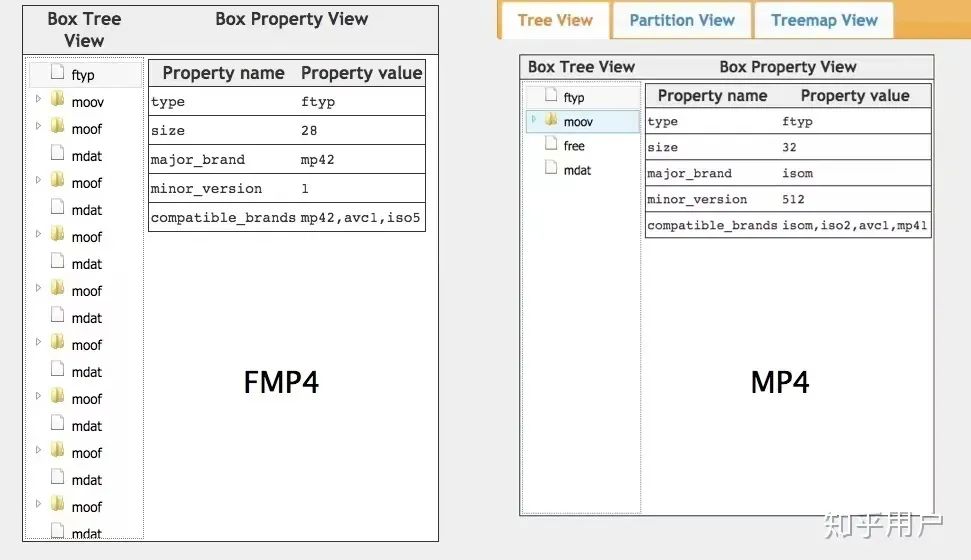 Box Tree
View
Box Property View
ftyp
moov
moof
mdat
moof
mdat
moof
mdat
moof
mdat
moof
mdat
moof
mdat
moof
mdat
moof
mdat
Property name Property value
type ftyp
size 28
major_brand mp42
minor_version 1
compatible_brands mp42,avc1,iso5
FMP4
Tree View Partition View Treemap View
Box Tree View Box Property View
ftyp
moov
free
mdat
Property name Property value
type ftyp
size 32
major_brand isom
minor_version 512
compatible_brands isom,iso2,avc1,mp41
MP4
知乎用户